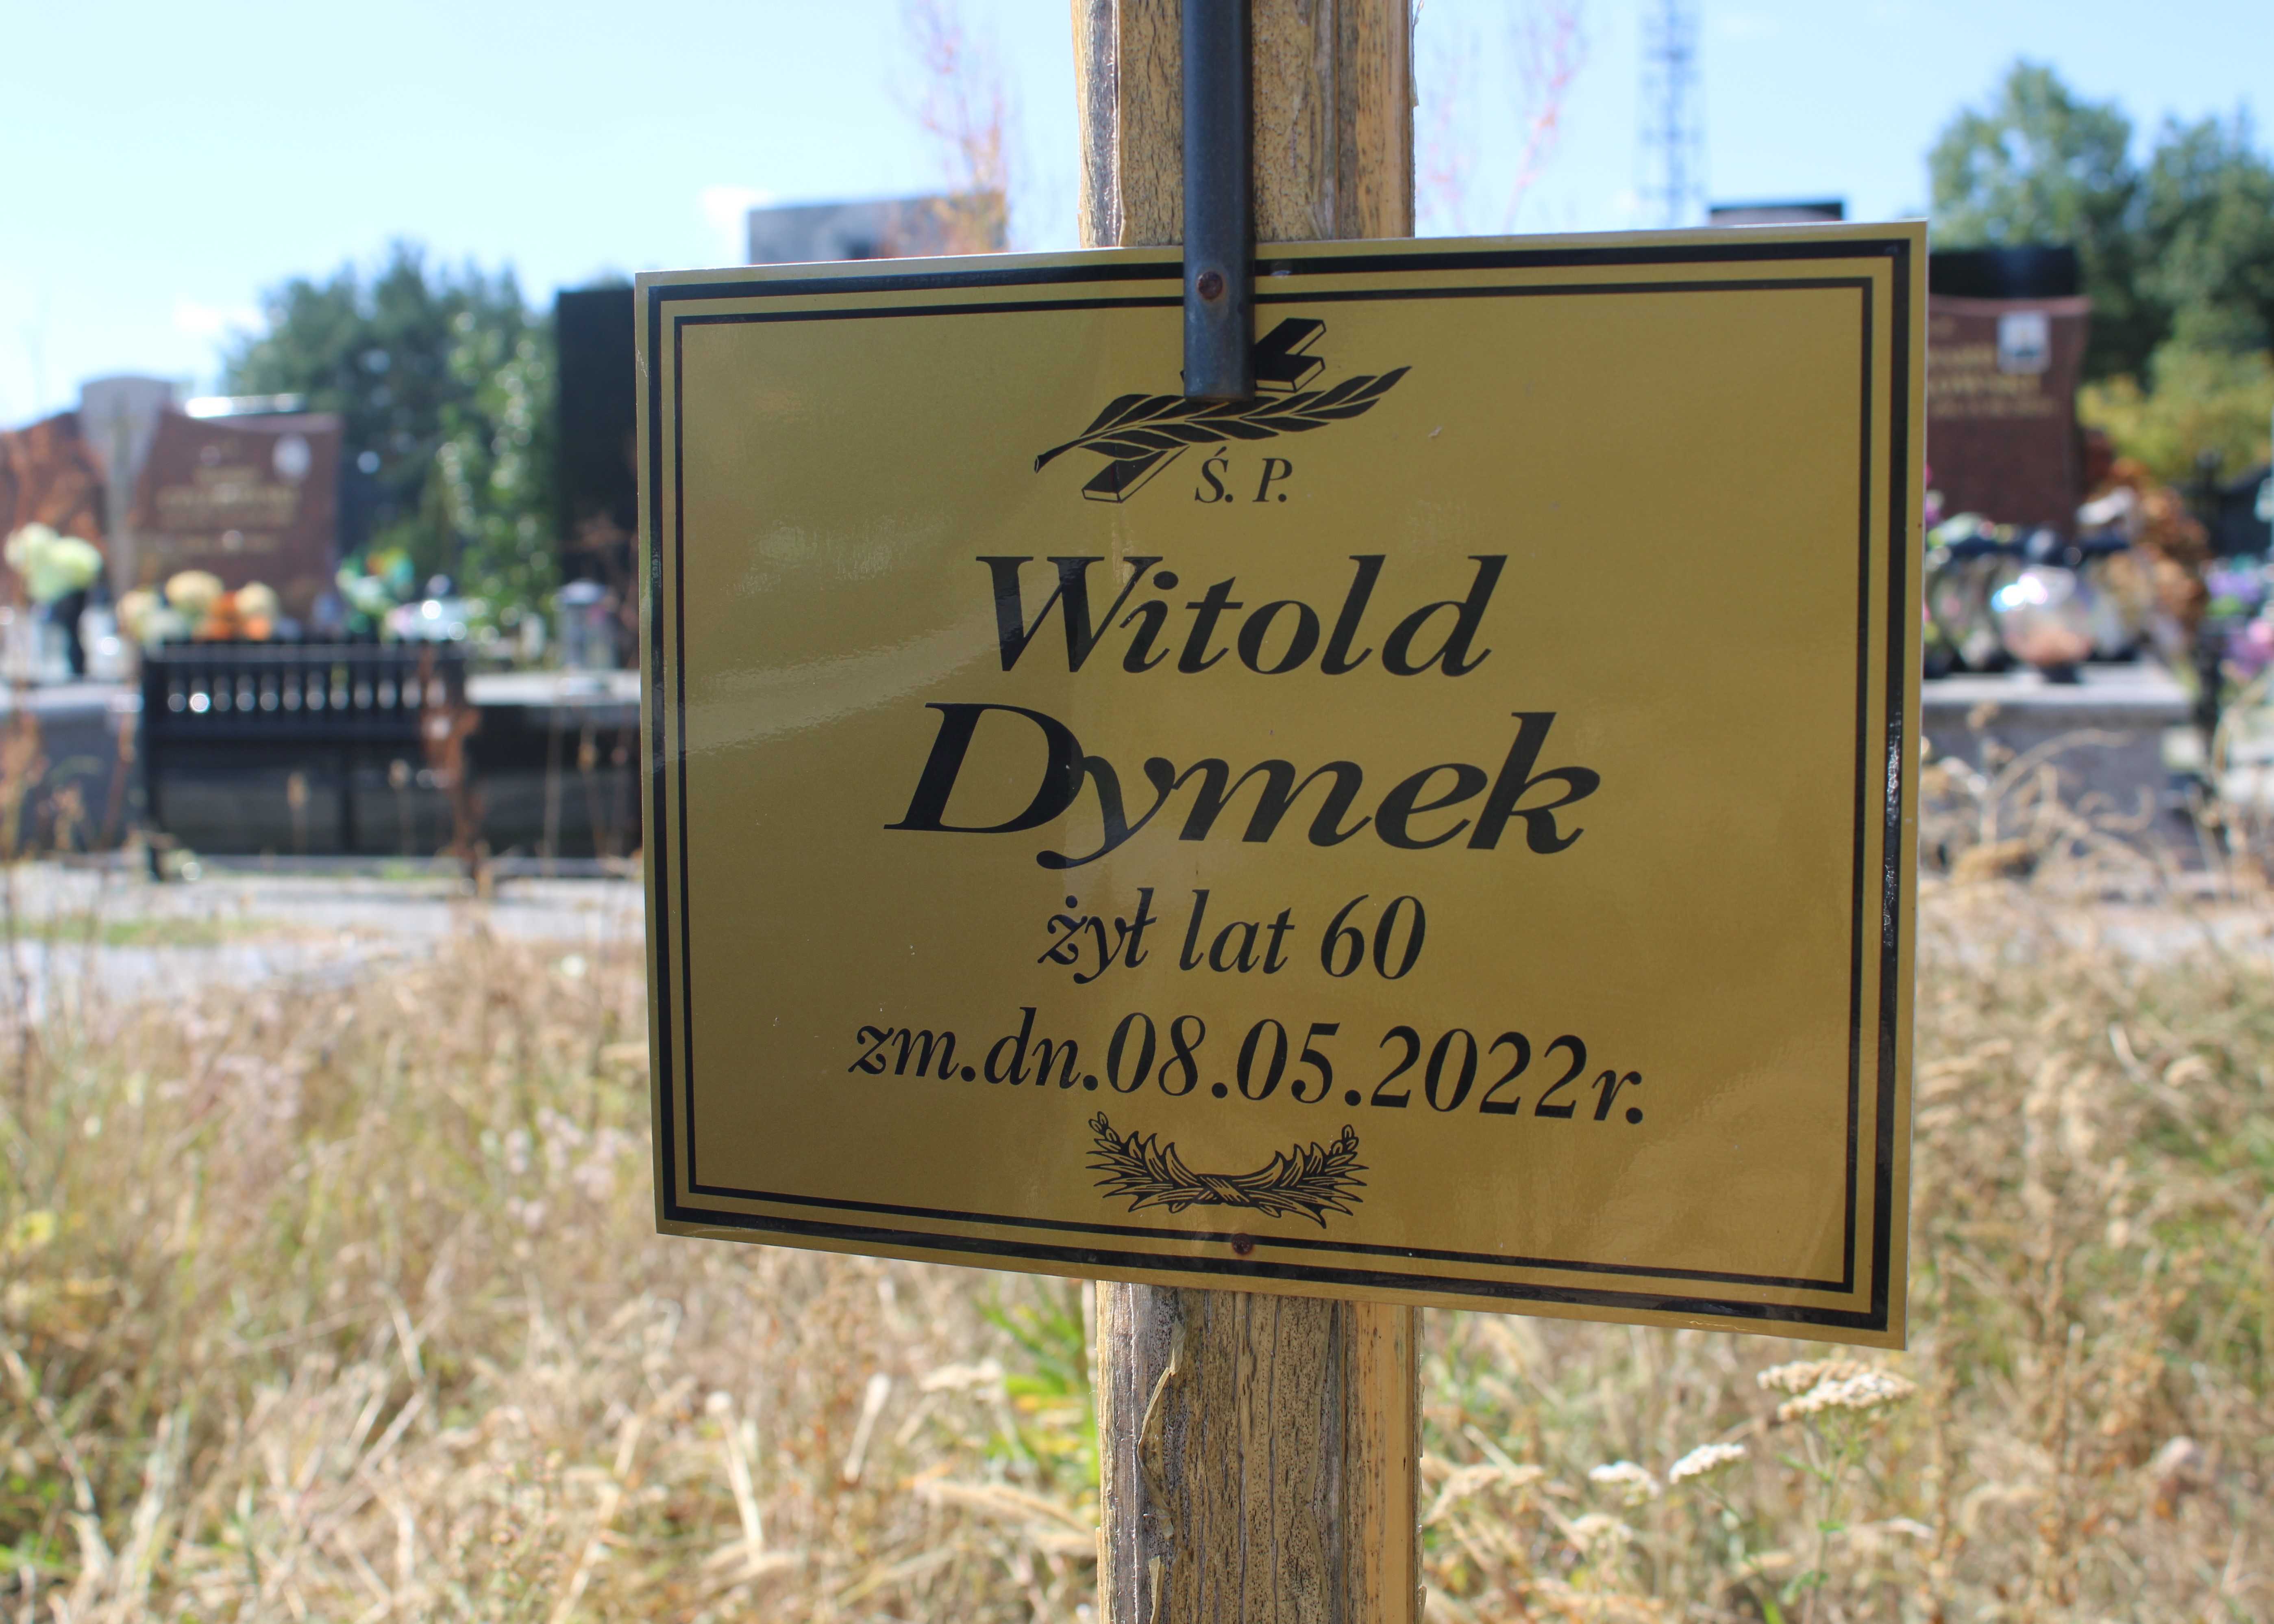 Ś. P.
Witold
Dymek
żył lat 60
zm.dn.08.05.2022r.